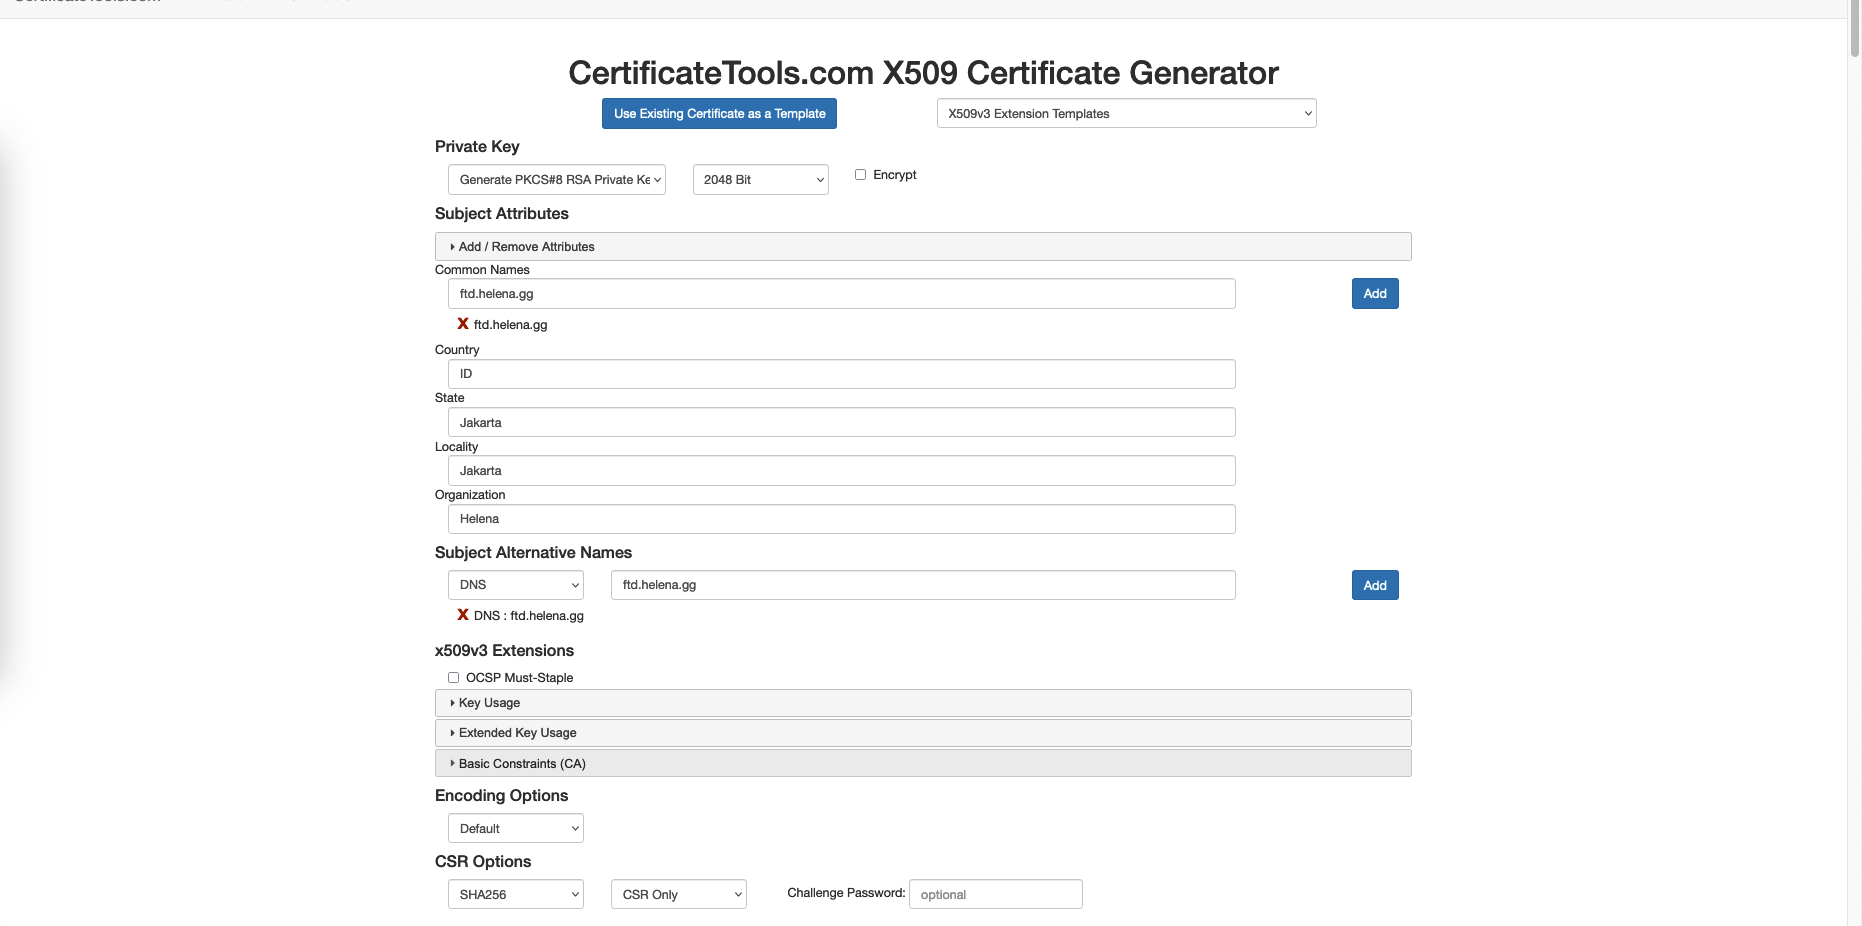 CertificateTools.com X509 Certificate Generator
Use Existing Certificate as a Template
X509v3 Extension Templates
Private Key
Generate PKCS#8 RSA Private Ke
2048 Bit
Encrypt
Subject Attributes
Add / Remove Attributes
Common Names
ftd.helena.gg
Add
X ftd.helena.gg
Country
ID
State
Jakarta
Locality
Jakarta
Organization
Helena
Subject Alternative Names
DNS
ftd.helena.gg
Add
X DNS : ftd.helena.gg
x509v3 Extensions
OCSP Must-Staple
Key Usage
Extended Key Usage
Basic Constraints (CA)
Encoding Options
Default
CSR Options
SHA256
CSR Only
Challenge Password:
optional